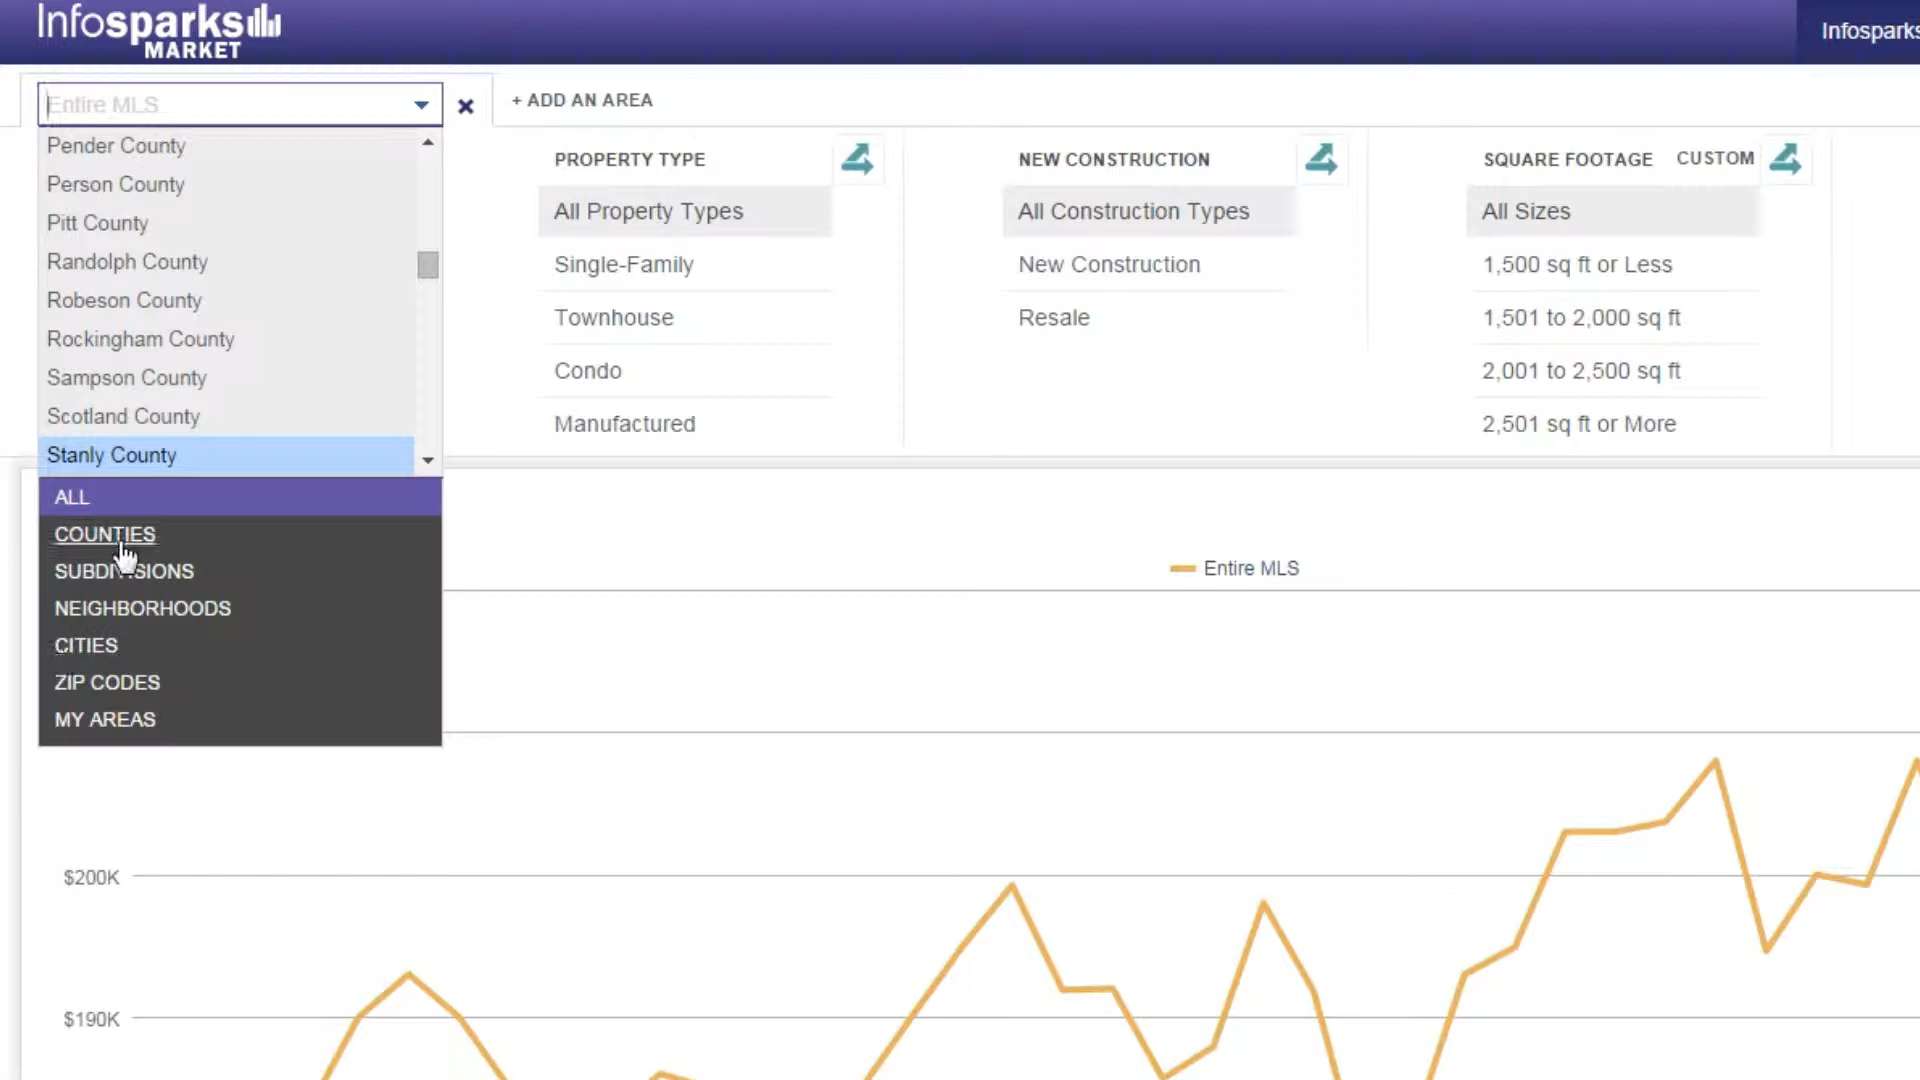 Infosparks
MARKET
Infosparks
Entire MLS
+ ADD AN AREA
Pender County
Person County
Pitt County
Randolph County
Robeson County
Rockingham County
Sampson County
Scotland County
Stanly County
ALL
COUNTIES
SUBDIVISIONS
NEIGHBORHOODS
CITIES
ZIP CODES
MY AREAS
PROPERTY TYPE
All Property Types
Single-Family
Townhouse
Condo
Manufactured
NEW CONSTRUCTION
All Construction Types
New Construction
Resale
SQUARE FOOTAGE CUSTOM
All Sizes
1,500 sq ft or Less
1,501 to 2,000 sq ft
2,001 to 2,500 sq ft
2,501 sq ft or More
Entire MLS
$200K
$190K